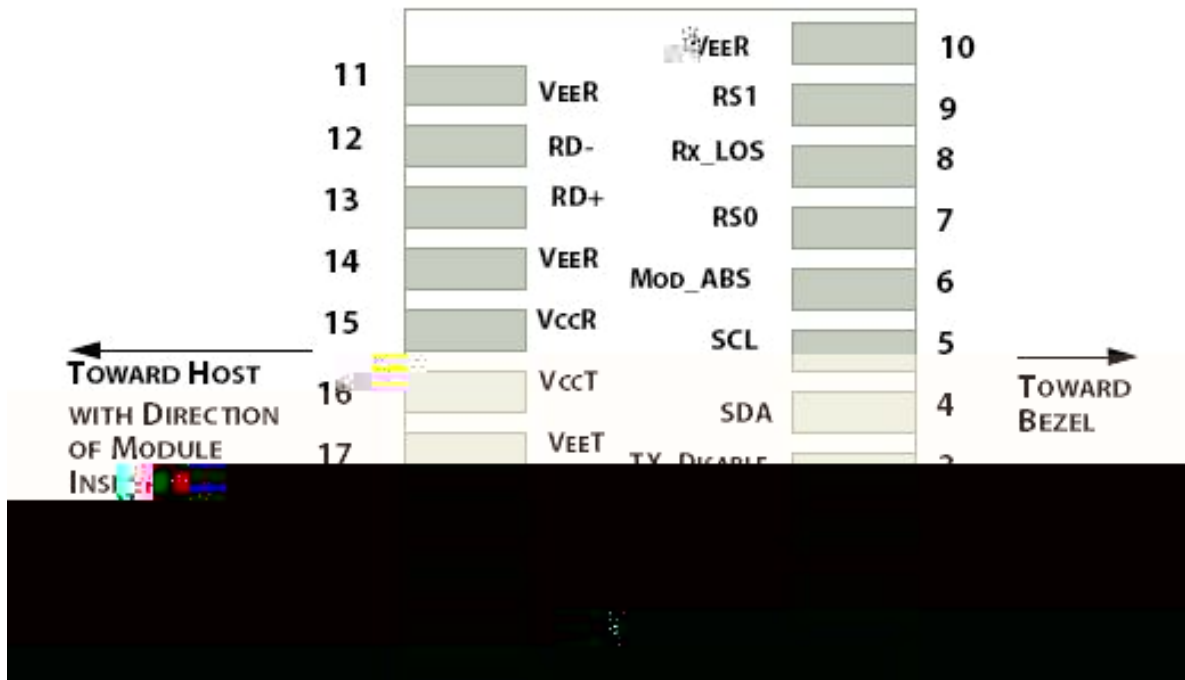 VEER 10
11 VEER
RS1 9
12 RD-
Rx_LOS 8
13 RD+
RS0 7
14 VEER
MOD_ABS 6
15 VCCR
SCL 5
TOWARD HOST
WITH DIRECTION
OF MODULE
16 VCCT
SDA 4
TOWARD
BEZEL
17 VEET
TX_DISABLE